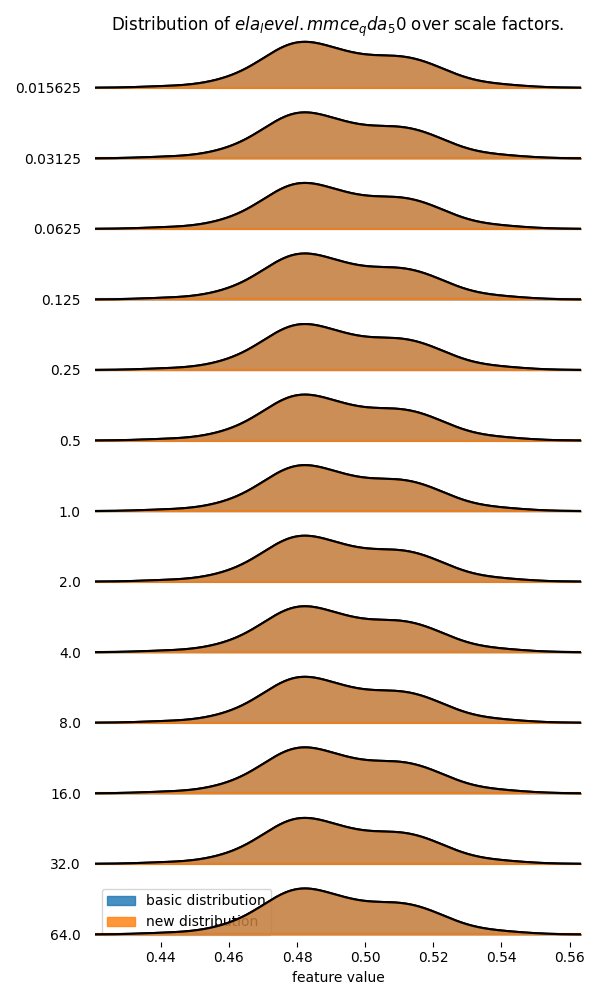 Distribution of ela_level.mmce_qda_50 over scale factors.
0.015625
0.03125
0.0625
0.125
0.25
0.5
1.0
2.0
4.0
8.0
16.0
32.0
basic distribution
new distribution
64.0
0.44 0.46 0.48 0.50 0.52 0.54 0.56
feature value